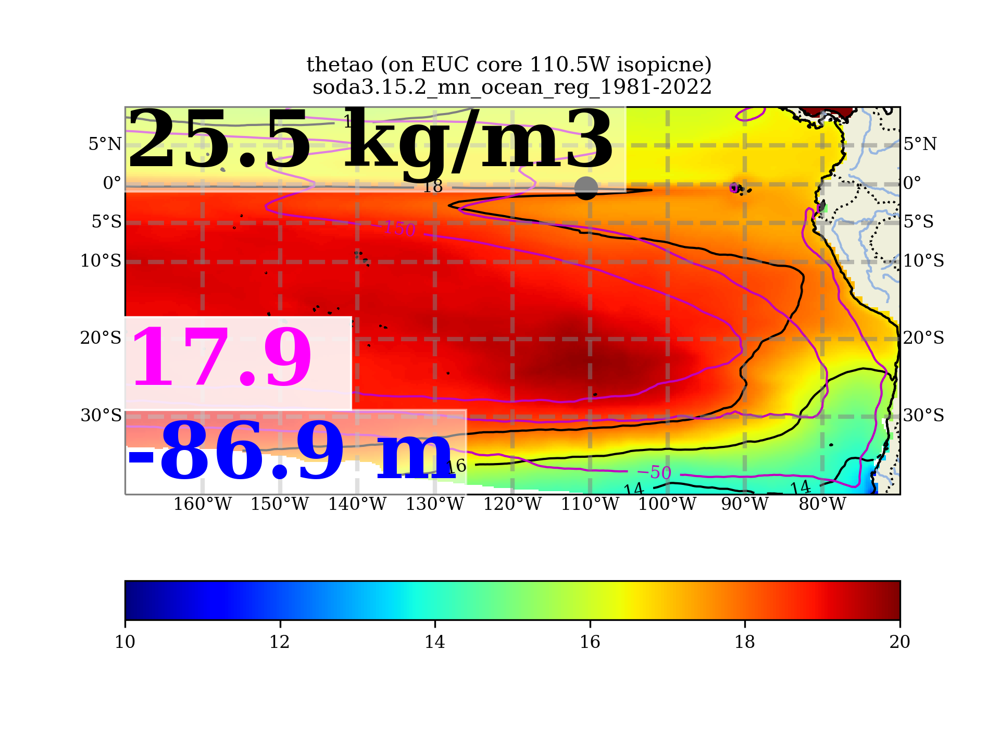 thetao (on EUC core 110.5W isopicne)
soda3.15.2_mn_ocean_reg_1981-2022
25.5 kg/m3
5°N 5°N
0° 18 0°
5°S −150 5°S
10°S 10°S
17.9
20°S 20°S
30°S 30°S
-86.9 m
16 −50
14 14
160°W 150°W 140°W 130°W 120°W 110°W 100°W 90°W 80°W
10 12 14 16 18 20